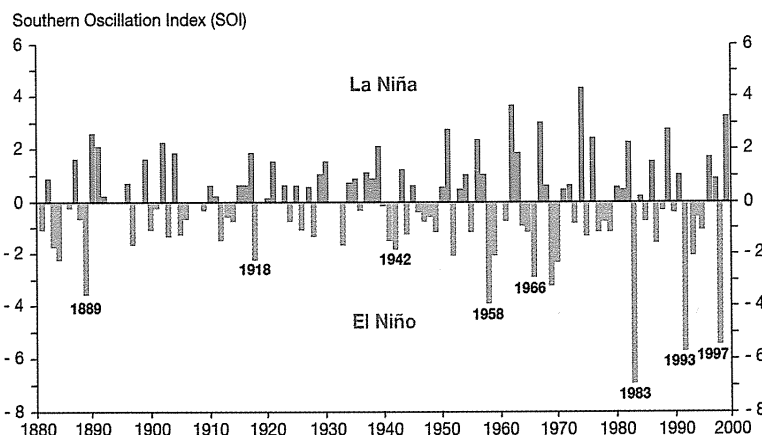 Southern Oscillation Index (SOI)
6 6
La Niña
4 4
2 2
0 0
1942
- 2 - 2
1918
1966
1889
1958
- 4 - 4
El Niño
1993 1997
- 6 - 6
1983
- 8 - 8
1880 1890 1900 1910 1920 1930 1940 1950 1960 1970 1980 1990 2000